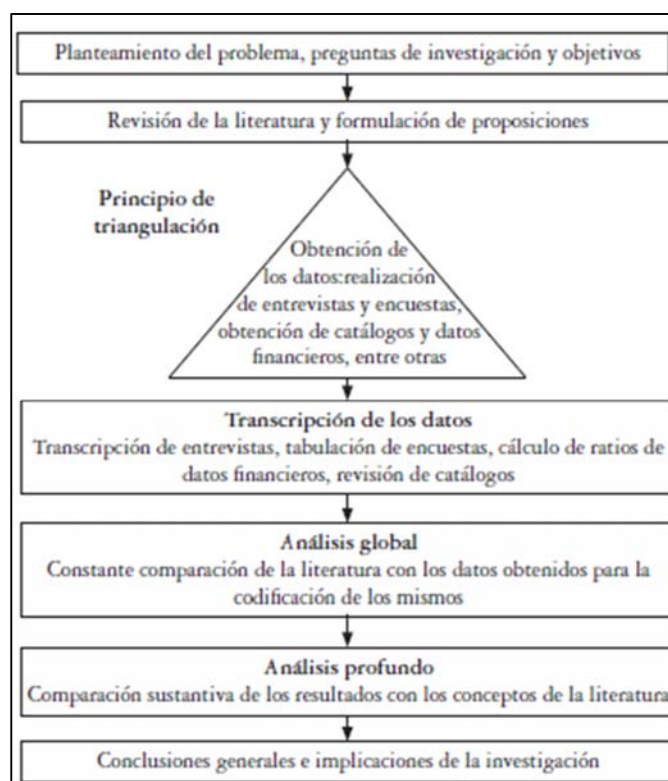 Planteamiento del problema, preguntas de investigación y objetivos
Revisión de la literatura y formulación de proposiciones
Principio de
triangulación
Obtención de
los datos:realización
de entrevistas y encuestas,
obtención de catálogos y datos
financieros, entre otras
Transcripción de los datos
Transcripción de entrevistas, tabulación de encuestas, cálculo de ratios de
datos financieros, revisión de catálogos
Análisis global
Constante comparación de la literatura con los datos obtenidos para la
codificación de los mismos
Análisis profundo
Comparación sustantiva de los resultados con los conceptos de la literatura
Conclusiones generales e implicaciones de la investigación